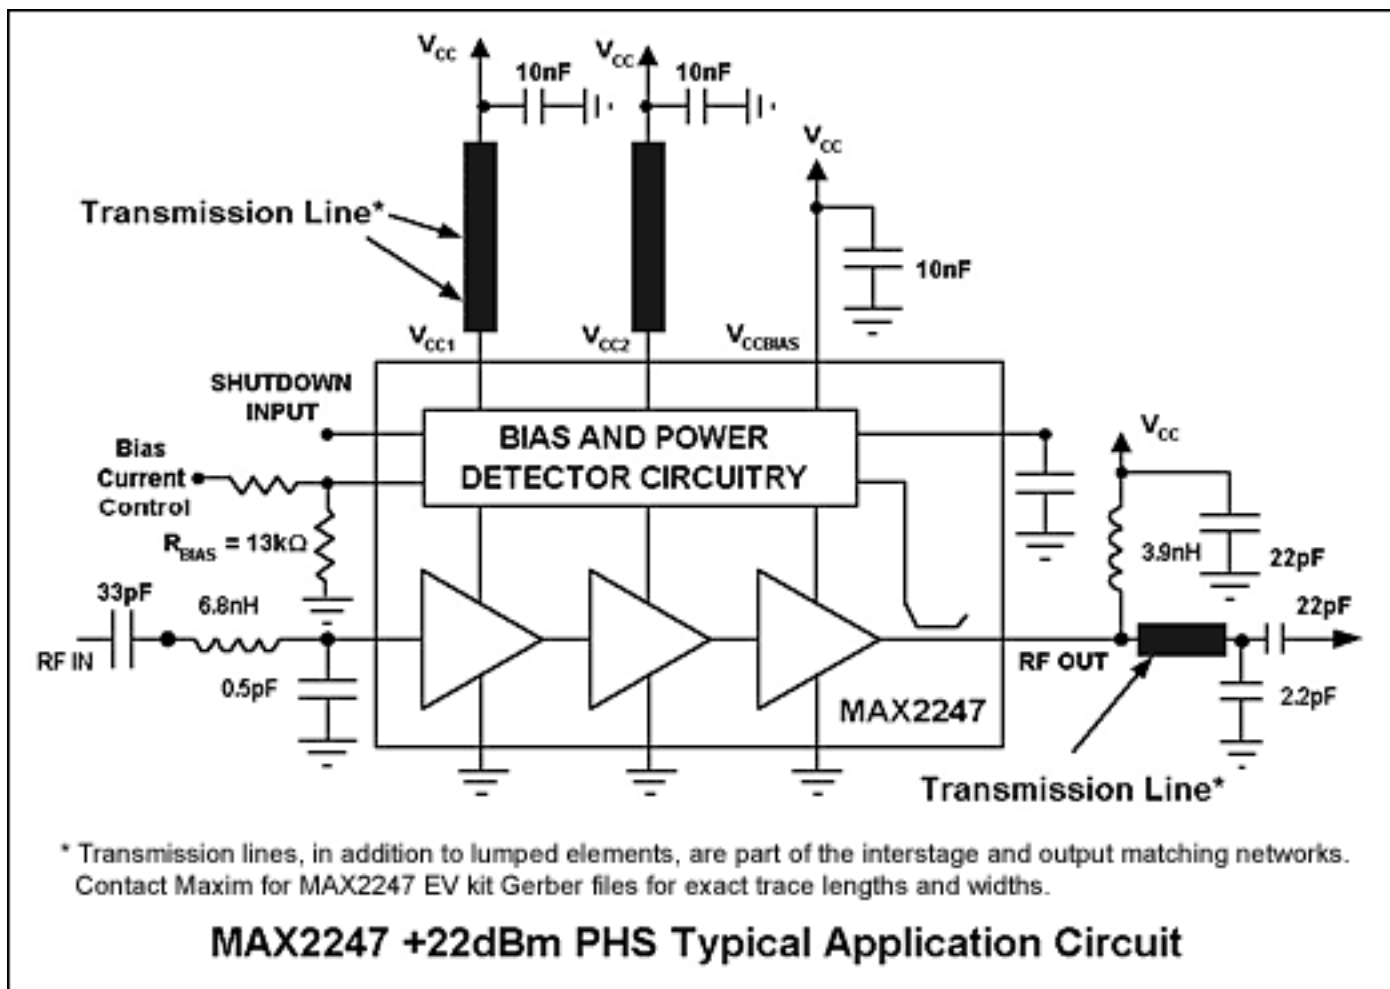 VCC
10nF
VCC
10nF
VCC
10nF
Transmission Line*
VCC1
VCC2
VCCBIAS
SHUTDOWN
INPUT
Bias
Current
Control
BIAS AND POWER
DETECTOR CIRCUITRY
RBIAS = 13kΩ
VCC
3.9nH
22pF
33pF
6.8nH
RF IN
0.5pF
MAX2247
RF OUT
22pF
2.2pF
Transmission Line*
* Transmission lines, in addition to lumped elements, are part of the interstage and output matching networks.
Contact Maxim for MAX2247 EV kit Gerber files for exact trace lengths and widths.
MAX2247 +22dBm PHS Typical Application Circuit